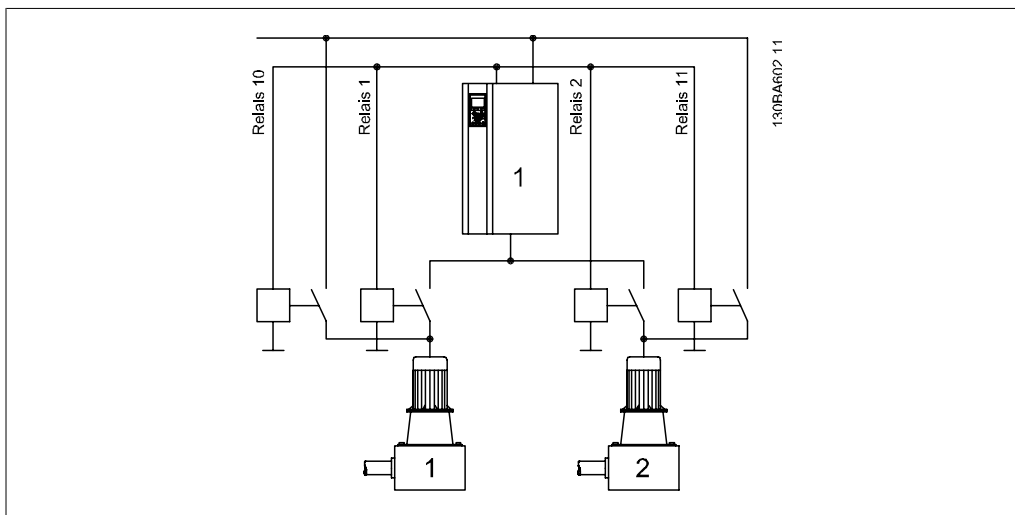 Relais 10
Relais 1
Relais 2
Relais 11
130BA602.11
1
1
2